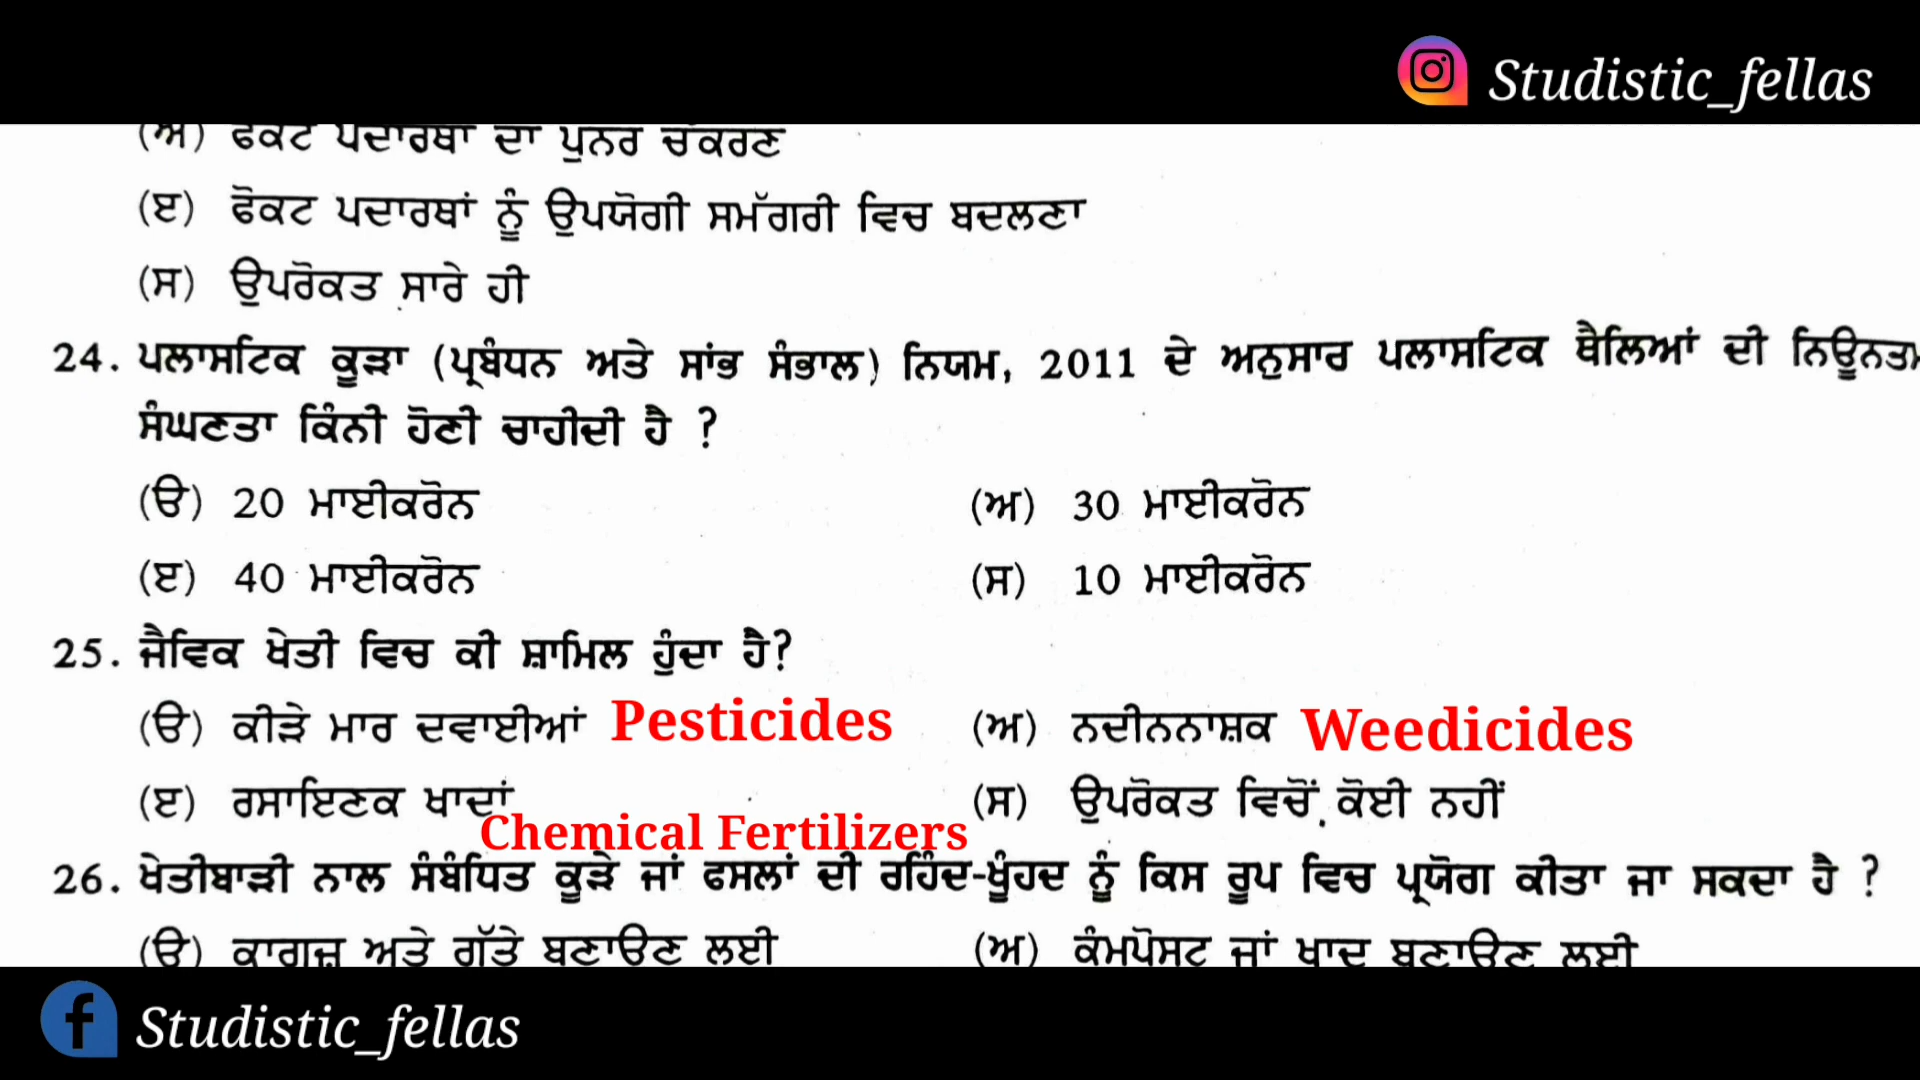 Studistic_fellas
(ਅ) ਫੋਕਟ ਪਦਾਰਥਾਂ ਦਾ ਪੁਨਰ ਚੱਕਰਣ
(ੲ) ਫੋਕਟ ਪਦਾਰਥਾਂ ਨੂੰ ਉਪਯੋਗੀ ਸਮੱਗਰੀ ਵਿਚ ਬਦਲਣਾ
(ਸ) ਉਪਰੋਕਤ ਸਾਰੇ ਹੀ
24. ਪਲਾਸਟਿਕ ਕੂੜਾ (ਪ੍ਰਬੰਧਨ ਅਤੇ ਸਾਂਭ ਸੰਭਾਲ) ਨਿਯਮ, 2011 ਦੇ ਅਨੁਸਾਰ ਪਲਾਸਟਿਕ ਥੈਲਿਆਂ ਦੀ ਨਿਊਨਤਮ
ਸੰਘਣਤਾ ਕਿੰਨੀ ਹੋਣੀ ਚਾਹੀਦੀ ਹੈ ?
(ੳ) 20 ਮਾਈਕਰੋਨ (ਅ) 30 ਮਾਈਕਰੋਨ
(ੲ) 40 ਮਾਈਕਰੋਨ (ਸ) 10 ਮਾਈਕਰੋਨ
25. ਜੈਵਿਕ ਖੇਤੀ ਵਿਚ ਕੀ ਸ਼ਾਮਿਲ ਹੁੰਦਾ ਹੈ?
(ੳ) ਕੀੜੇ ਮਾਰ ਦਵਾਈਆਂ Pesticides (ਅ) ਨਦੀਨਨਾਸ਼ਕ Weedicides
(ੲ) ਰਸਾਇਣਕ ਖਾਦਾਂ (ਸ) ਉਪਰੋਕਤ ਵਿਚੋਂ ਕੋਈ ਨਹੀਂ
Chemical Fertilizers
26. ਖੇਤੀਬਾੜੀ ਨਾਲ ਸੰਬੰਧਿਤ ਕੂੜੇ ਜਾਂ ਫਸਲਾਂ ਦੀ ਰਹਿੰਦ-ਖੂੰਹਦ ਨੂੰ ਕਿਸ ਰੂਪ ਵਿਚ ਪ੍ਰਯੋਗ ਕੀਤਾ ਜਾ ਸਕਦਾ ਹੈ ?
(ੳ) ਕਾਗਜ਼ ਅਤੇ ਗੱਤੇ ਬਣਾਉਣ ਲਈ (ਅ) ਕੰਮਪੋਸਟ ਜਾਂ ਖਾਦ ਬਣਾਉਣ ਲਈ
Studistic_fellas